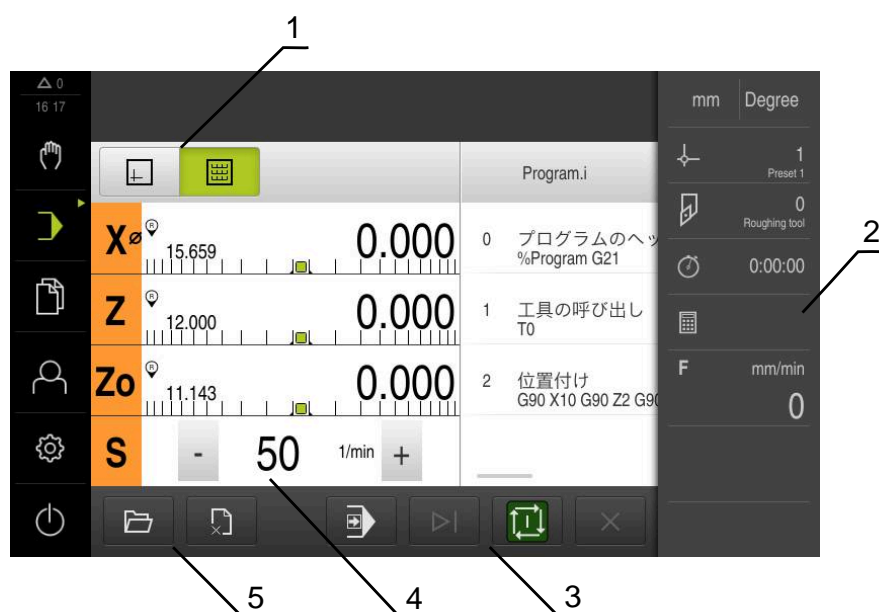 1
0
16 17
mm Degree
Program.i
1
Preset 1
X ø R 15.659 0.000
0 プログラムのヘッ
%Program G21
0
Roughing tool
2
0:00:00
Z R 12.000 0.000
1 工具の呼び出し
T0
Zo R 11.143 0.000
2 位置付け
G90 X10 G90 Z2 G90
F mm/min
0
S - 50 1/min +
5 4 3